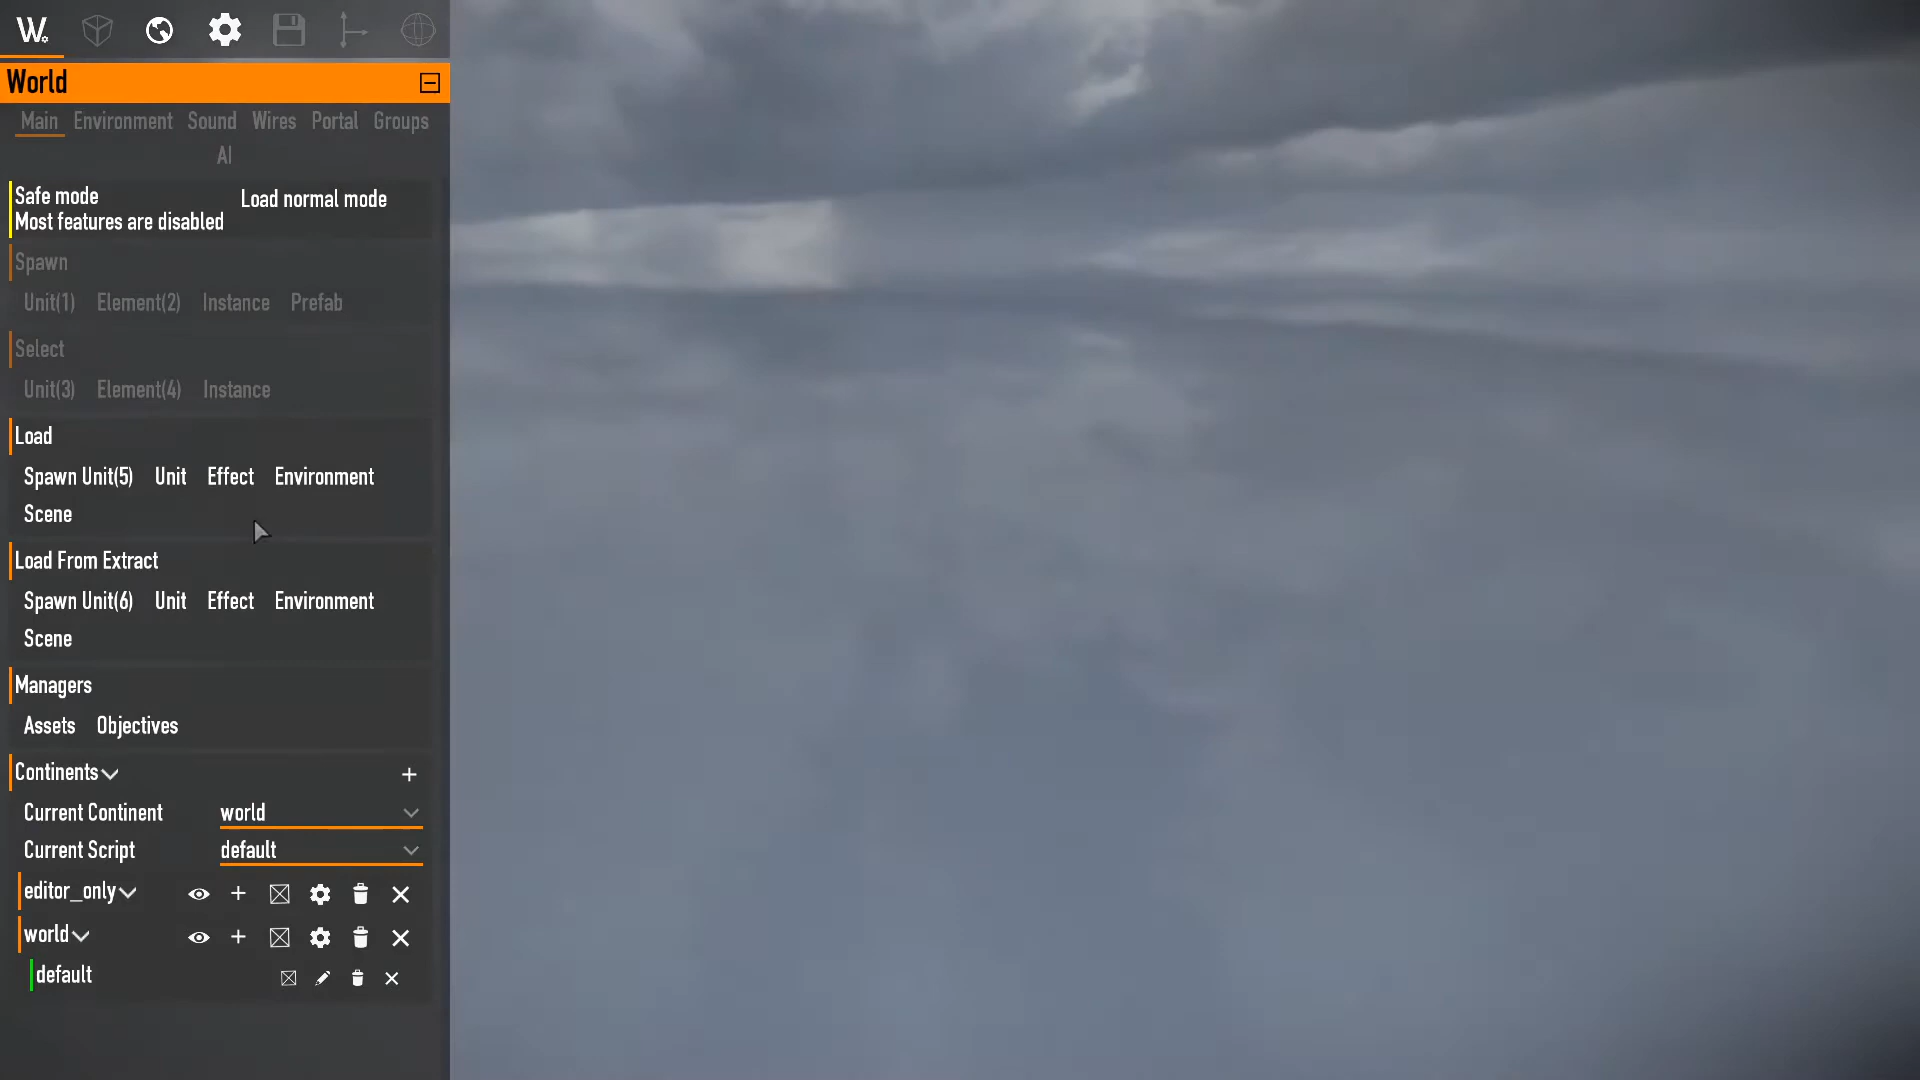 W.
World
Main Environment Sound Wires Portal Groups
AI
Safe mode
Most features are disabled
Load normal mode
Spawn
Unit(1) Element(2) Instance Prefab
Select
Unit(3) Element(4) Instance
Load
Spawn Unit(5) Unit Effect Environment
Scene
Load From Extract
Spawn Unit(6) Unit Effect Environment
Scene
Managers
Assets Objectives
Continents
Current Continent world
Current Script default
editor_only
world
default